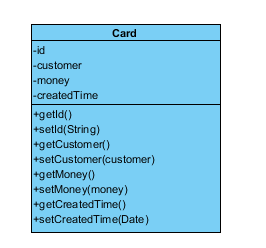 Card
-id
-customer
-money
-createdTime
+getId()
+setId(String)
+getCustomer()
+setCustomer(customer)
+getMoney()
+setMoney(money)
+getCreatedTime()
+setCreatedTime(Date)